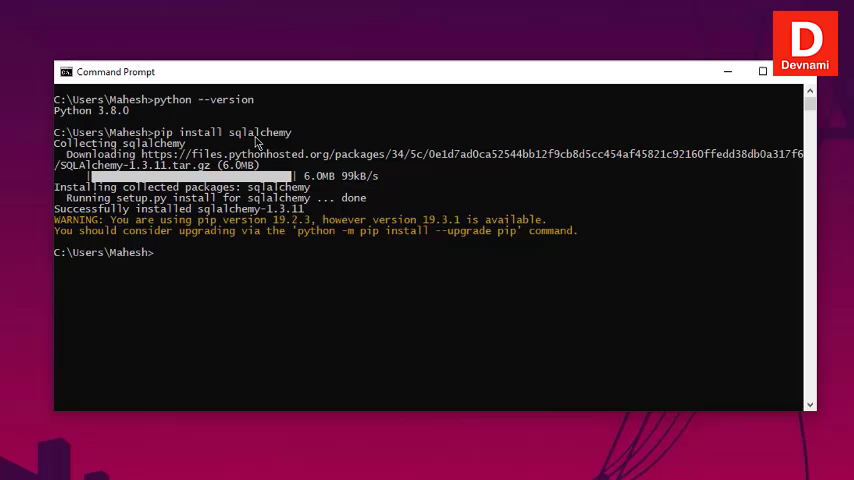 D
Devnami
Command Prompt
C:\Users\Mahesh>python --version
Python 3.8.0
C:\Users\Mahesh>pip install sqlalchemy
Collecting sqlalchemy
Downloading https://files.pythonhosted.org/packages/34/5c/0e1d7ad0ca52544bb12f9cb8d5cc454af45821c92160ffedd38db0a317f6
/SQLAlchemy-1.3.11.tar.gz (6.0MB)
|                                | 6.0MB 99kB/s
Installing collected packages: sqlalchemy
Running setup.py install for sqlalchemy ... done
Successfully installed sqlalchemy-1.3.11
WARNING: You are using pip version 19.2.3, however version 19.3.1 is available.
You should consider upgrading via the 'python -m pip install --upgrade pip' command.
C:\Users\Mahesh>